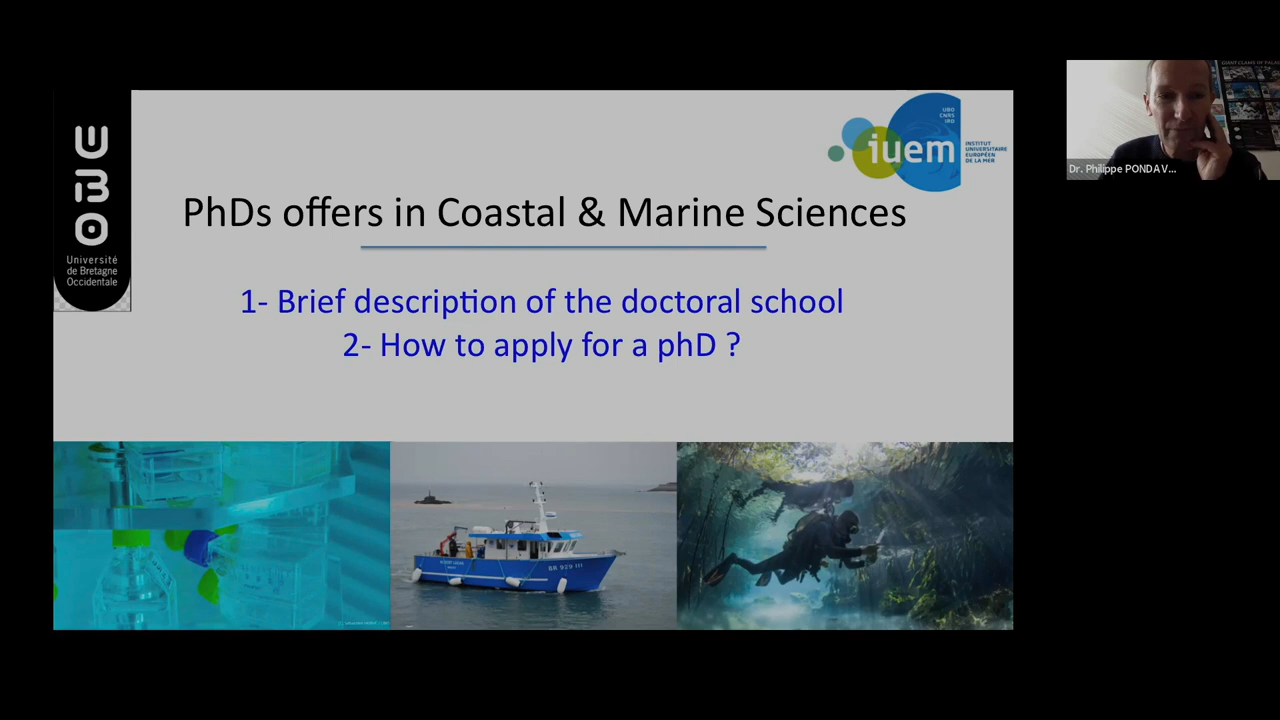 UBO
Université
de Bretagne
Occidentale
UBO
CNRS
IRD
iuem
INSTITUT
UNIVERSITAIRE
EUROPÉEN
DE LA MER
PhDs offers in Coastal & Marine Sciences
1- Brief description of the doctoral school
2- How to apply for a phD ?
BR 929 111
Dr. Philippe PONDAV...